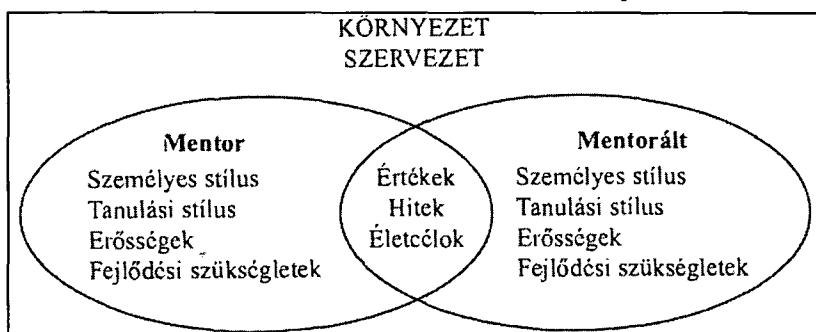 KÖRNYEZET
SZERVEZET
Mentor
Személyes stílus
Tanulási stílus
Erősségek
Fejlődési szükségletek
Értékek
Hitek
Életcélok
Mentorált
Személyes stílus
Tanulási stílus
Erősségek
Fejlődési szükségletek